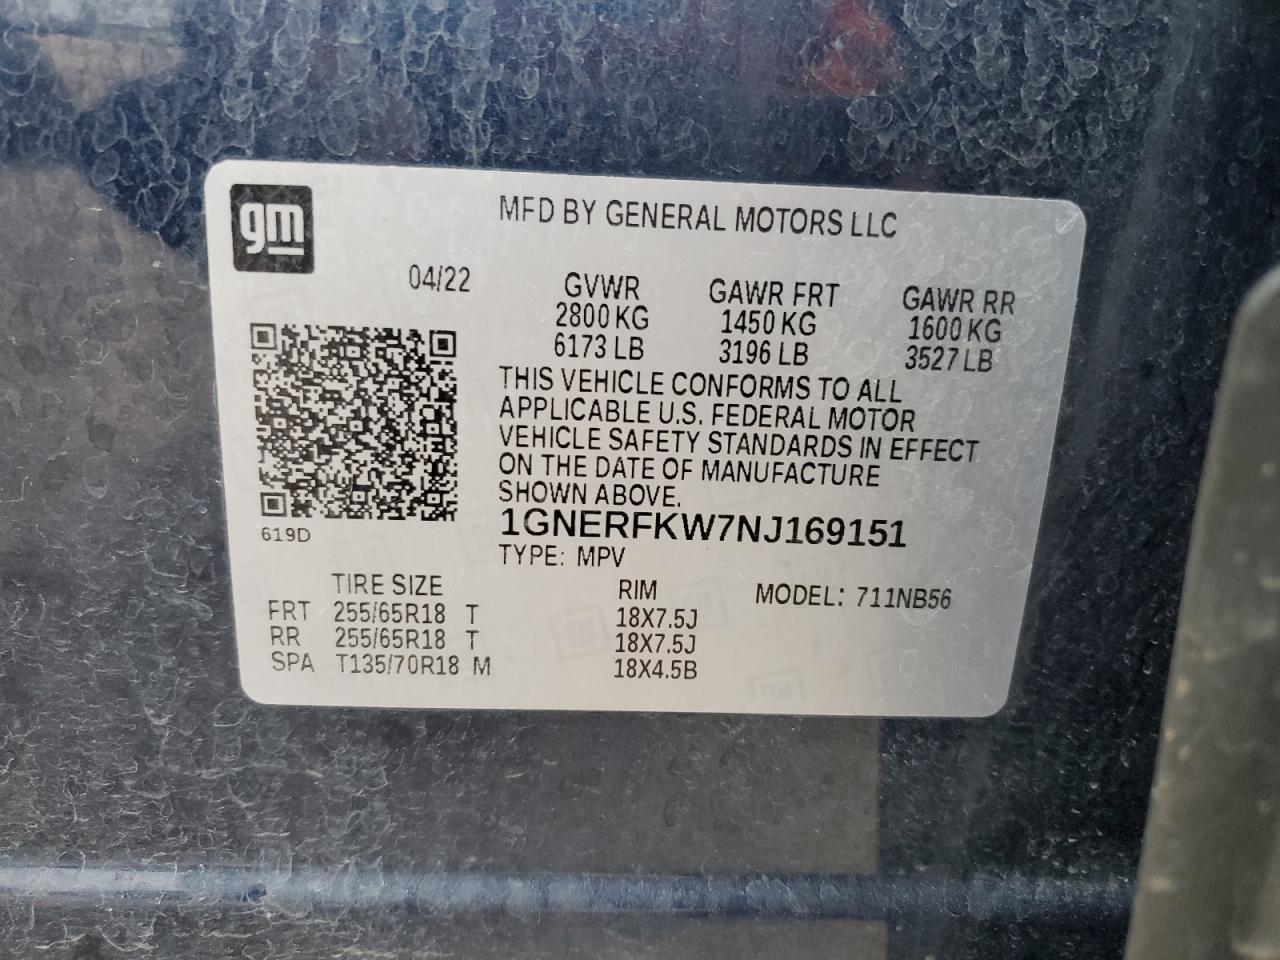 gm
MFD BY GENERAL MOTORS LLC
04/22
GVWR GAWR FRT GAWR RR
2800 KG 1450 KG 1600 KG
6173 LB 3196 LB 3527 LB
THIS VEHICLE CONFORMS TO ALL
APPLICABLE U.S. FEDERAL MOTOR
VEHICLE SAFETY STANDARDS IN EFFECT
ON THE DATE OF MANUFACTURE
SHOWN ABOVE.
619D
1GNERFKW7NJ169151
TYPE: MPV
TIRE SIZE RIM MODEL: 711NB56
FRT 255/65R18 T 18X7.5J
RR 255/65R18 T 18X7.5J
SPA T135/70R18 M 18X4.5B